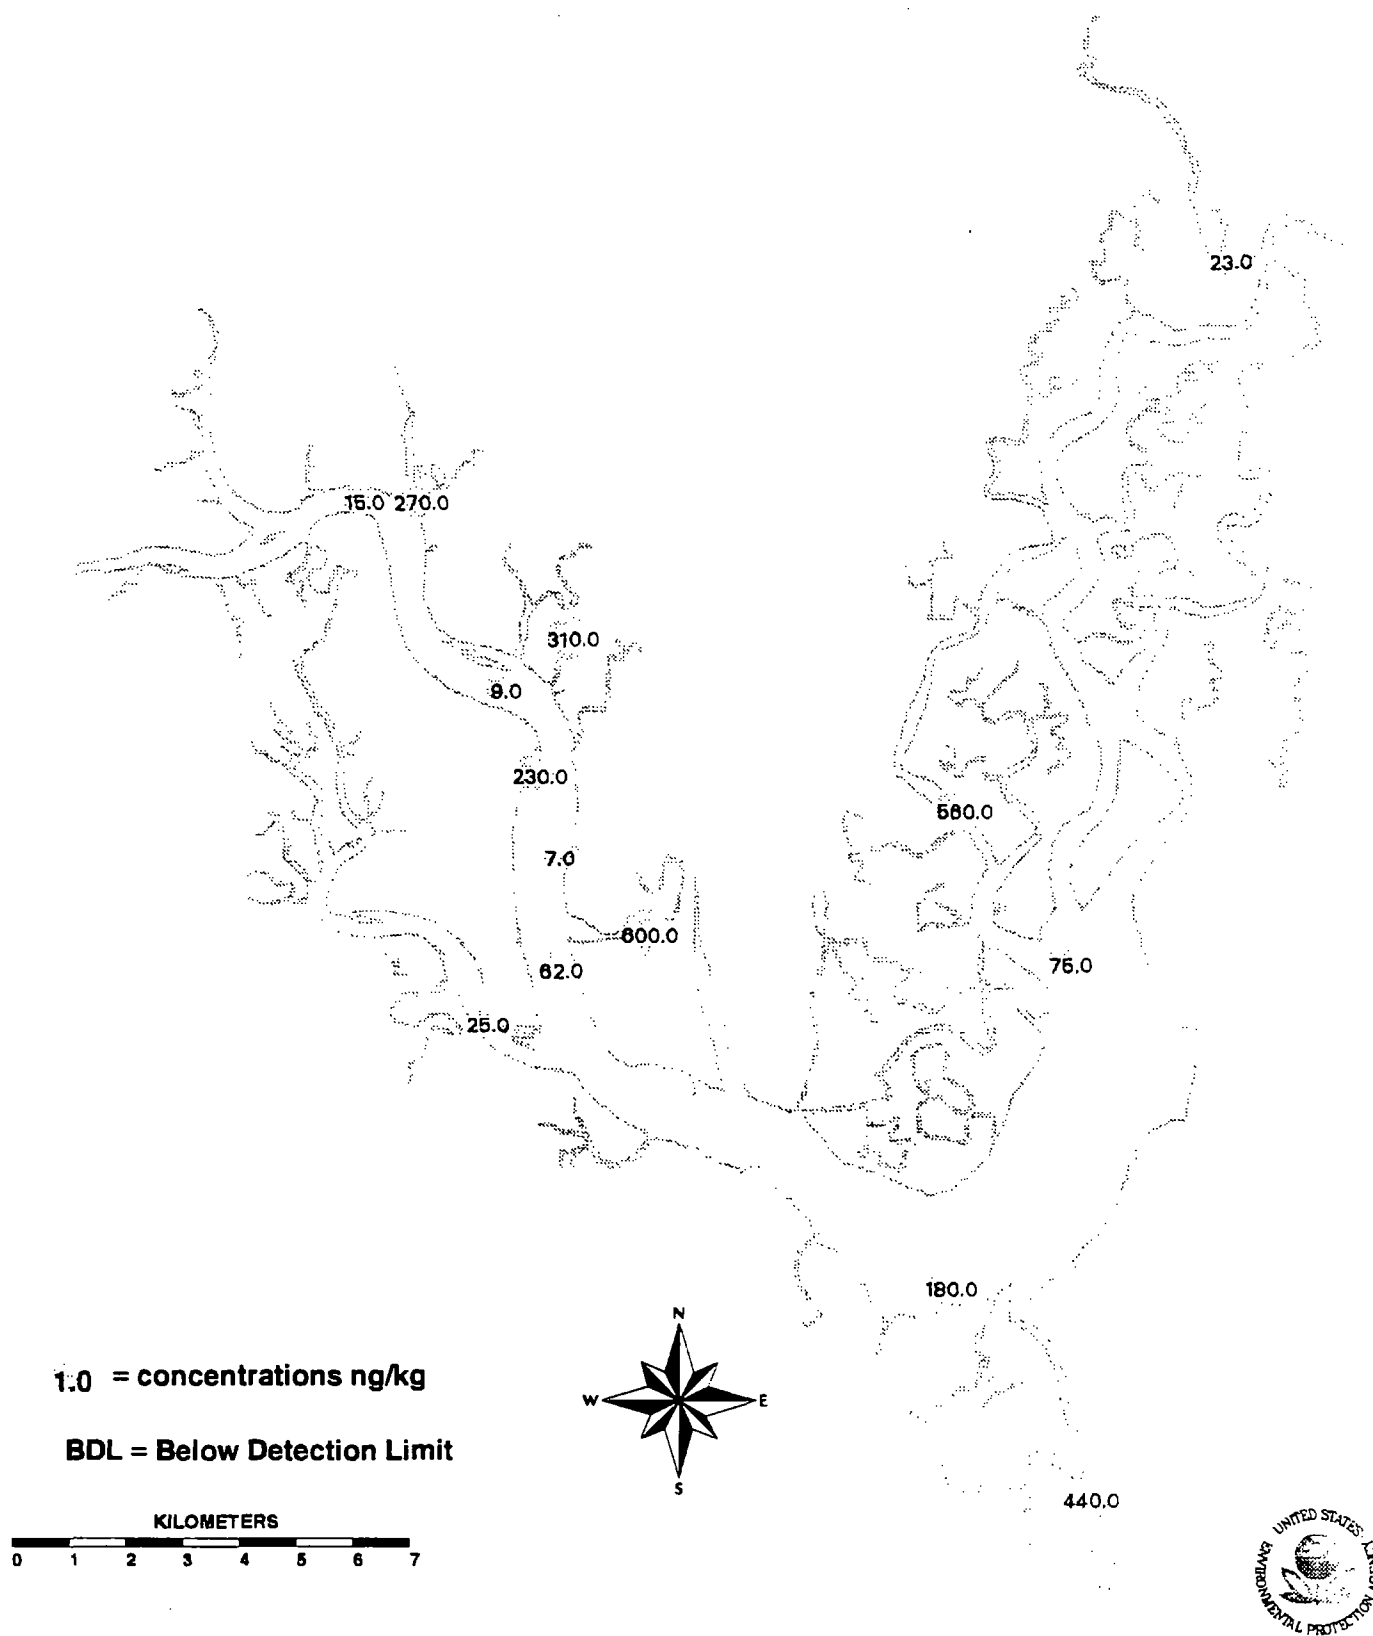 23.0
15.0 270.0
310.0
9.0
230.0
7.0
600.0
62.0
25.0
75.0
180.0
440.0
N
W E
S
1.0 = concentrations ng/kg
BDL = Below Detection Limit
KILOMETERS
0 1 2 3 4 5 6 7
UNITED STATES
ENVIRONMENTAL PROTECTION